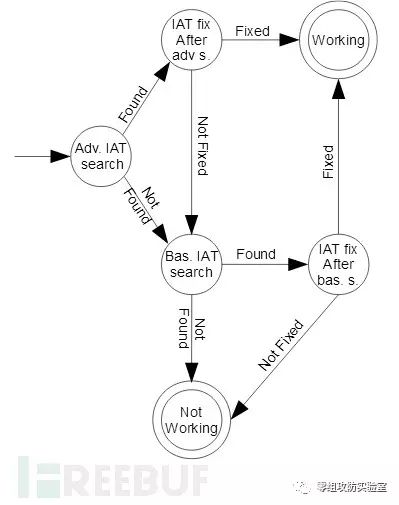 IAT fix
After
adv s.
Fixed
Working
Found
Adv. IAT
search
Not Fixed
Fixed
Not
Found
Bas. IAT
search
Found
IAT fix
After
bas. s.
Not
Found
Not Fixed
Not
Working
FREEBUF
零组攻防实验室